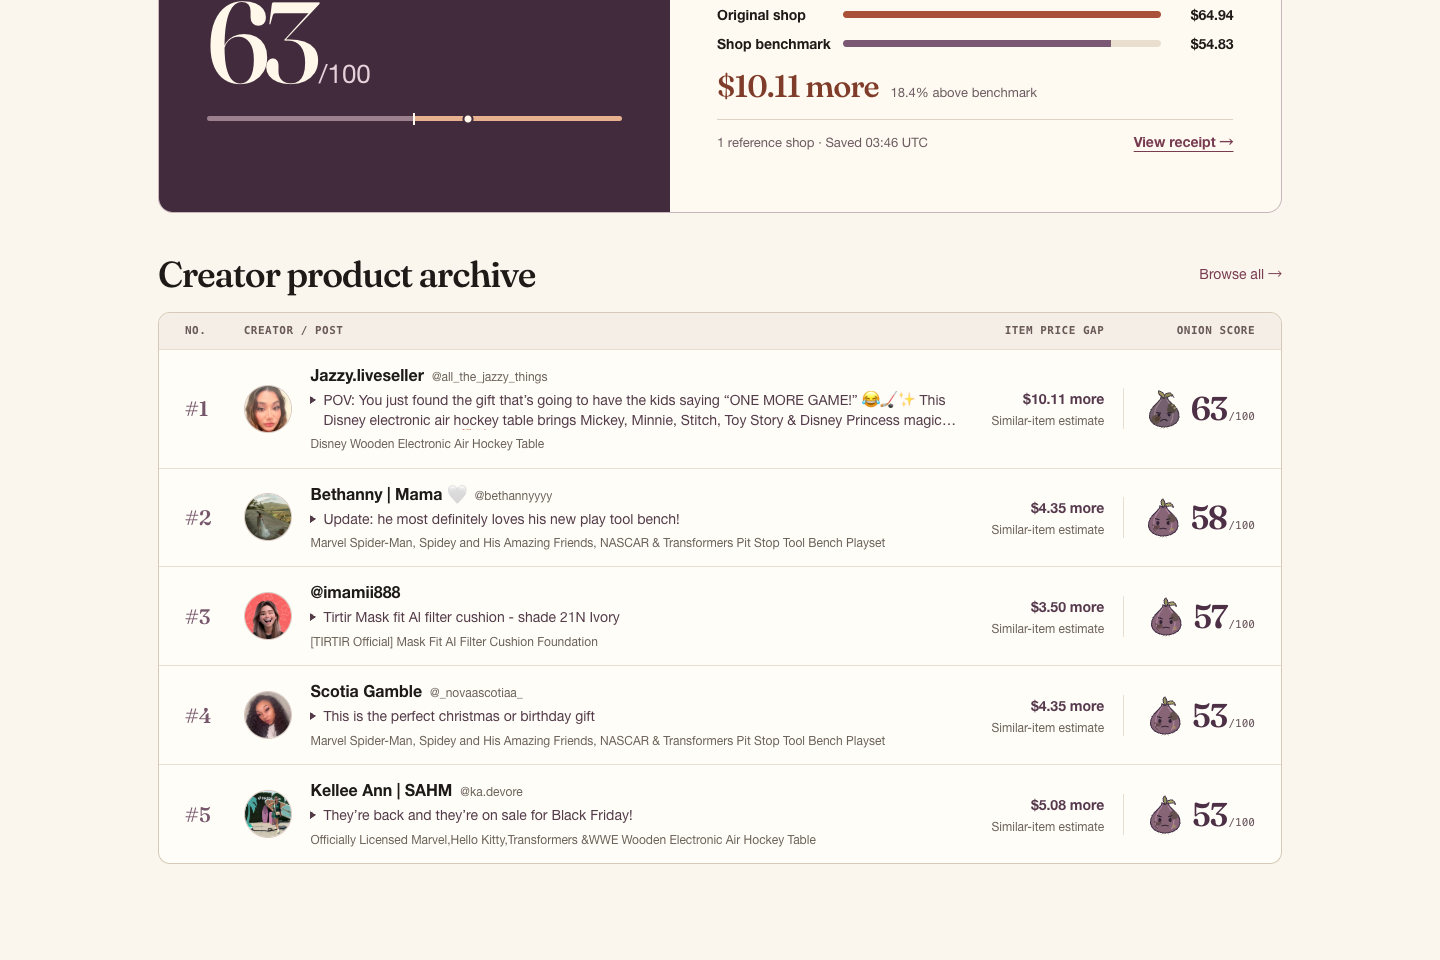 63/100
Original shop $64.94
Shop benchmark $54.83
$10.11 more 18.4% above benchmark
1 reference shop · Saved 03:46 UTC View receipt →
Creator product archive
Browse all →
NO. CREATOR / POST ITEM PRICE GAP ONION SCORE
#1
Jazzy.liveseller @all_the_jazzy_things
POV: You just found the gift that’s going to have the kids saying “ONE MORE GAME!” 😂🏒✨ This
Disney electronic air hockey table brings Mickey, Minnie, Stitch, Toy Story & Disney Princess magic…
Disney Wooden Electronic Air Hockey Table
$10.11 more
Similar-item estimate
63/100
#2
Bethanny | Mama 🤍 @bethannyyyy
Update: he most definitely loves his new play tool bench!
Marvel Spider-Man, Spidey and His Amazing Friends, NASCAR & Transformers Pit Stop Tool Bench Playset
$4.35 more
Similar-item estimate
58/100
#3
@imamii888
Tirtir Mask fit AI filter cushion - shade 21N Ivory
[TIRTIR Official] Mask Fit AI Filter Cushion Foundation
$3.50 more
Similar-item estimate
57/100
#4
Scotia Gamble @_novaascotiaa_
This is the perfect christmas or birthday gift
Marvel Spider-Man, Spidey and His Amazing Friends, NASCAR & Transformers Pit Stop Tool Bench Playset
$4.35 more
Similar-item estimate
53/100
#5
Kellee Ann | SAHM @ka.devore
They’re back and they’re on sale for Black Friday!
Officially Licensed Marvel,Hello Kitty,Transformers &WWE Wooden Electronic Air Hockey Table
$5.08 more
Similar-item estimate
53/100